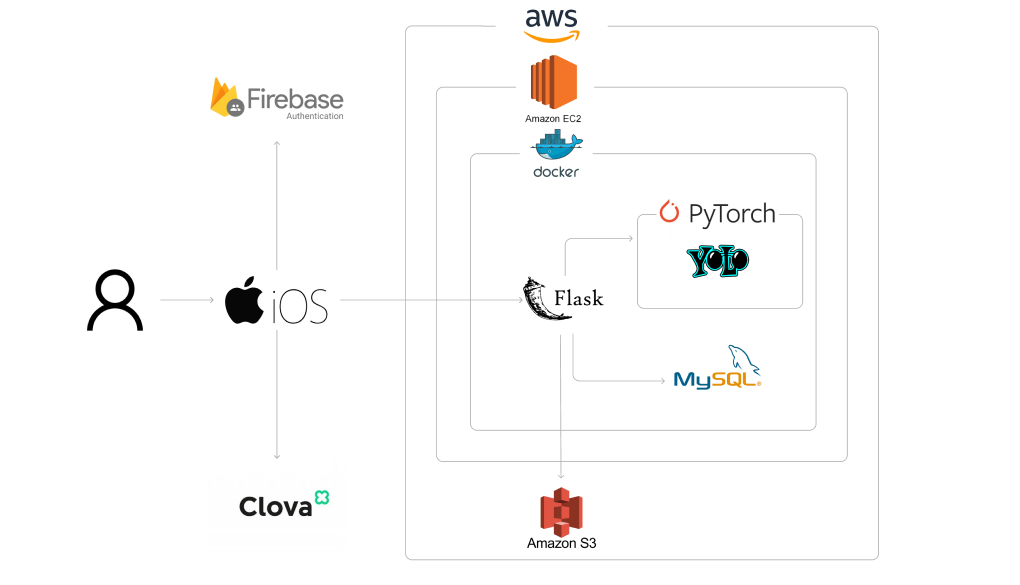 aws
Amazon EC2
docker
Firebase
Authentication
PyTorch
YOLO
iOS
Flask
MySQL®
Clova
Amazon S3